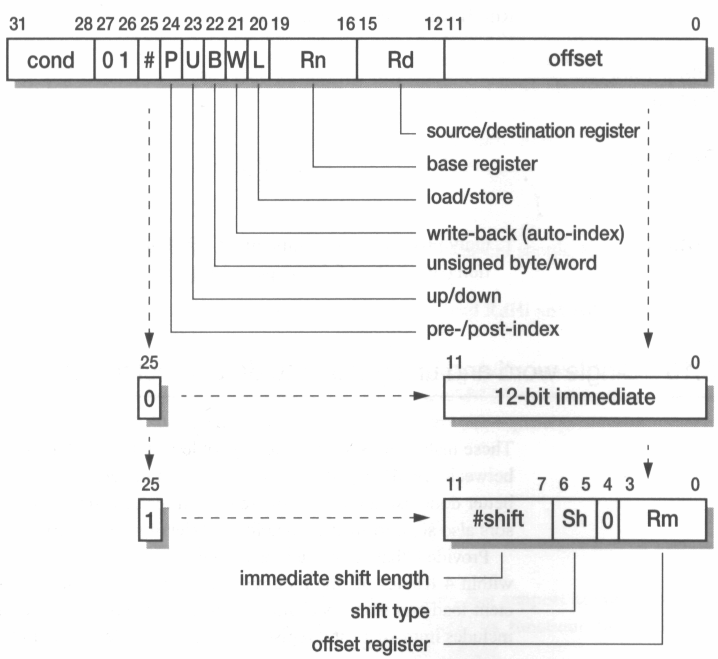 31 28 27 26 25 24 23 22 21 20 19 16 15 12 11 0
cond 0 1 # P U B W L Rn Rd offset
source/destination register
base register
load/store
write-back (auto-index)
unsigned byte/word
up/down
pre-/post-index
25 11 0
0 12-bit immediate
25 11 7 6 5 4 3 0
1 #shift Sh 0 Rm
immediate shift length
shift type
offset register